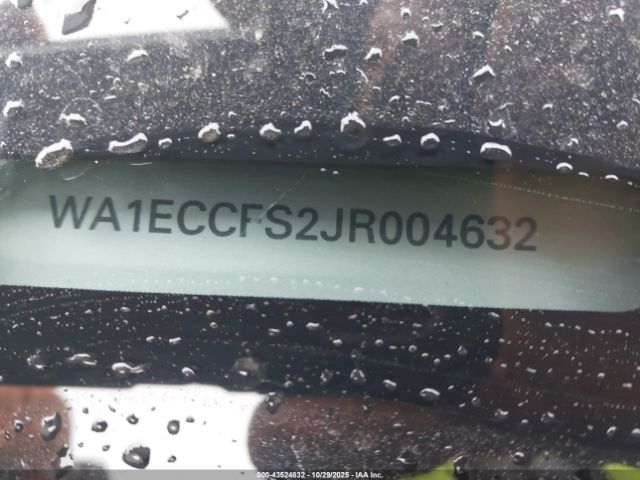 WA1ECCFS2JR004632
000-43524832 | 10/29/2025 | IAA Inc.